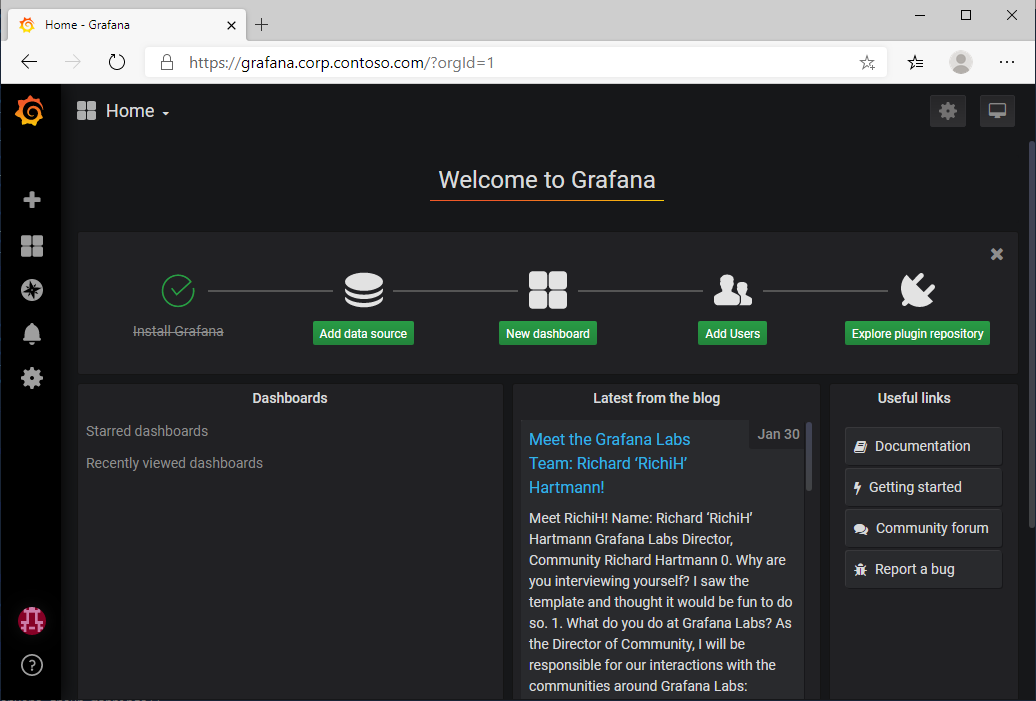 Home - Grafana
https://grafana.corp.contoso.com/?orgId=1
Home
Welcome to Grafana
Install Grafana
Add data source
New dashboard
Add Users
Explore plugin repository
Dashboards
Starred dashboards
Recently viewed dashboards
Latest from the blog
Meet the Grafana Labs
Team: Richard ‘RichiH’
Hartmann!
Jan 30
Meet RichiH! Name: Richard ‘RichiH’
Hartmann Grafana Labs Director,
Community Richard Hartmann 0. Why are
you interviewing yourself? I saw the
template and thought it would be fun to do
so. 1. What do you do at Grafana Labs? As
the Director of Community, I will be
responsible for our interactions with the
communities around Grafana Labs:
Useful links
Documentation
Getting started
Community forum
Report a bug